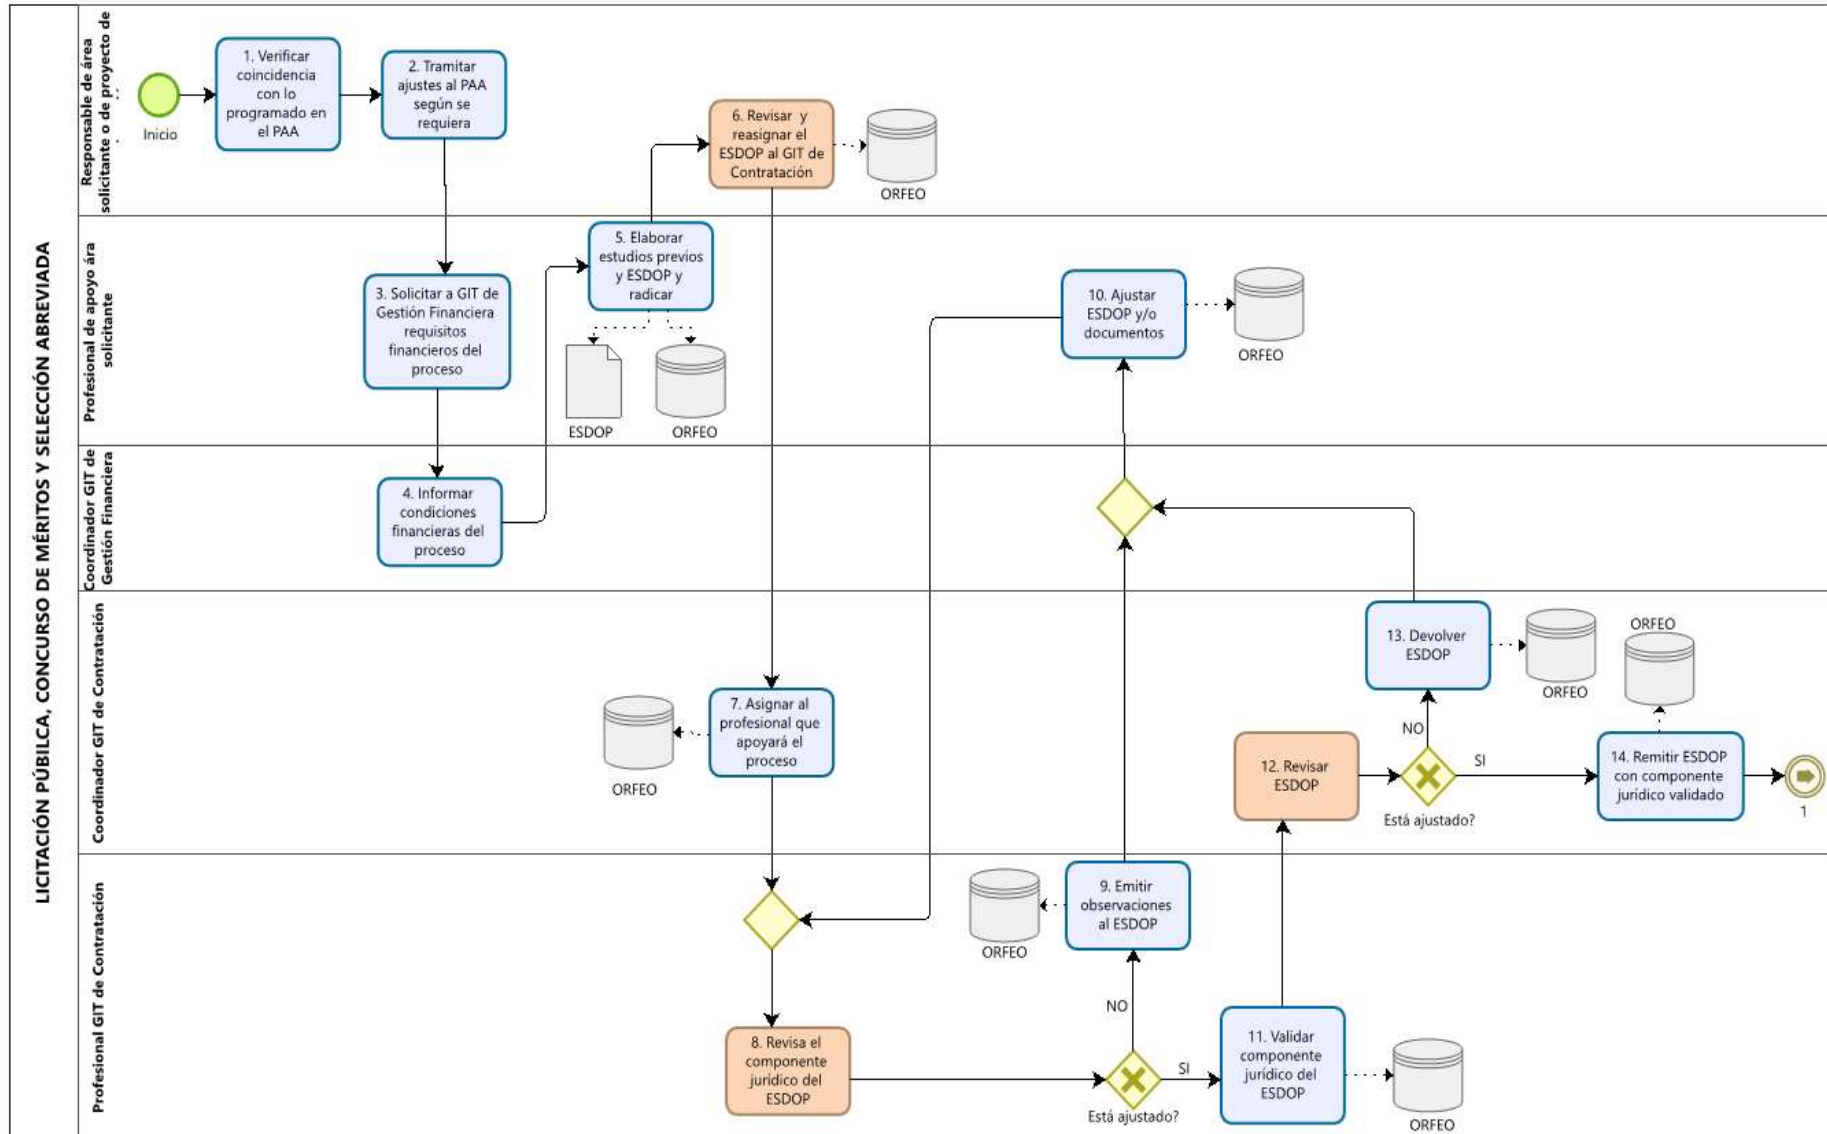 LICITACIÓN PÚBILCA, CONCURSO DE MÉRITOS Y SELECCIÓN ABREVIADA
Responsable de área
solicitante o de proyecto de
Inicio
1. Verificar
coincidencia
con lo
programado en
el PAA
2. Tramitar
ajustes al PAA
según se
requiera
6. Revisar y
reasignar el
ESDOP al GIT de
Contratación
ORFEO
Profesional de apoyo ára
solicitante
3. Solicitar a GIT de
Gestión Financiera
requisitos
financieros del
proceso
5. Elaborar
estudios previos
y ESDOP y
radicar
ESDOP
ORFEO
10. Ajustar
ESDOP y/o
documentos
ORFEO
Coordinador GIT de
Gestión Financiera
4. Informar
condiciones
financieras del
proceso
Coordinador GIT de Contratación
7. Asignar al
profesional que
apoyará el
proceso
ORFEO
12. Revisar
ESDOP
Está ajustado?
NO
SI
13. Devolver
ESDOP
ORFEO
ORFEO
14. Remitir ESDOP
con componente
jurídico validado
1
Profesional GIT de Contratación
8. Revisa el
componente
jurídico del
ESDOP
Está ajustado?
NO
SI
9. Emitir
observaciones
al ESDOP
ORFEO
11. Validar
componente
jurídico del
ESDOP
ORFEO